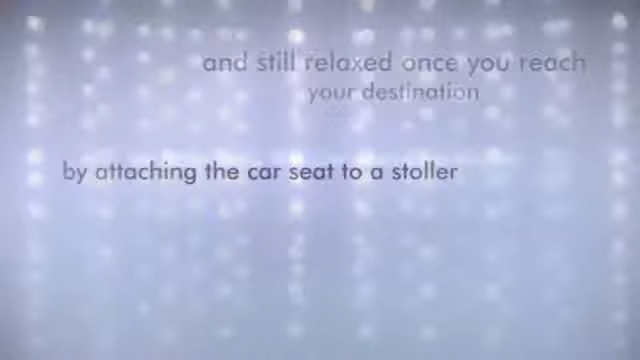 and still relaxed once you reach
your destination
by attaching the car seat to a stoller